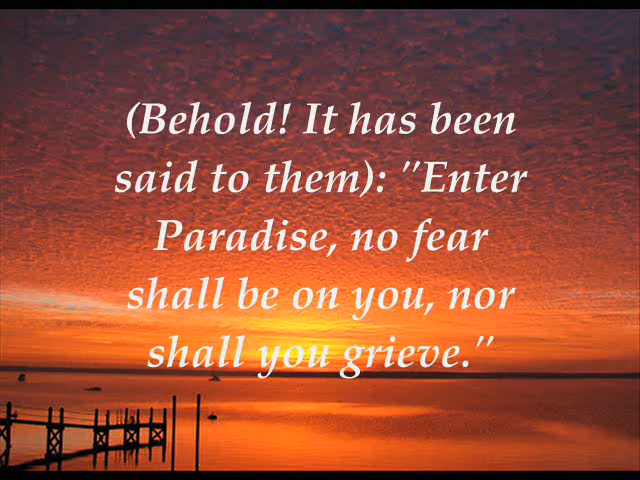 (Behold! It has been
said to them): "Enter
Paradise, no fear
shall be on you, nor
shall you grieve."